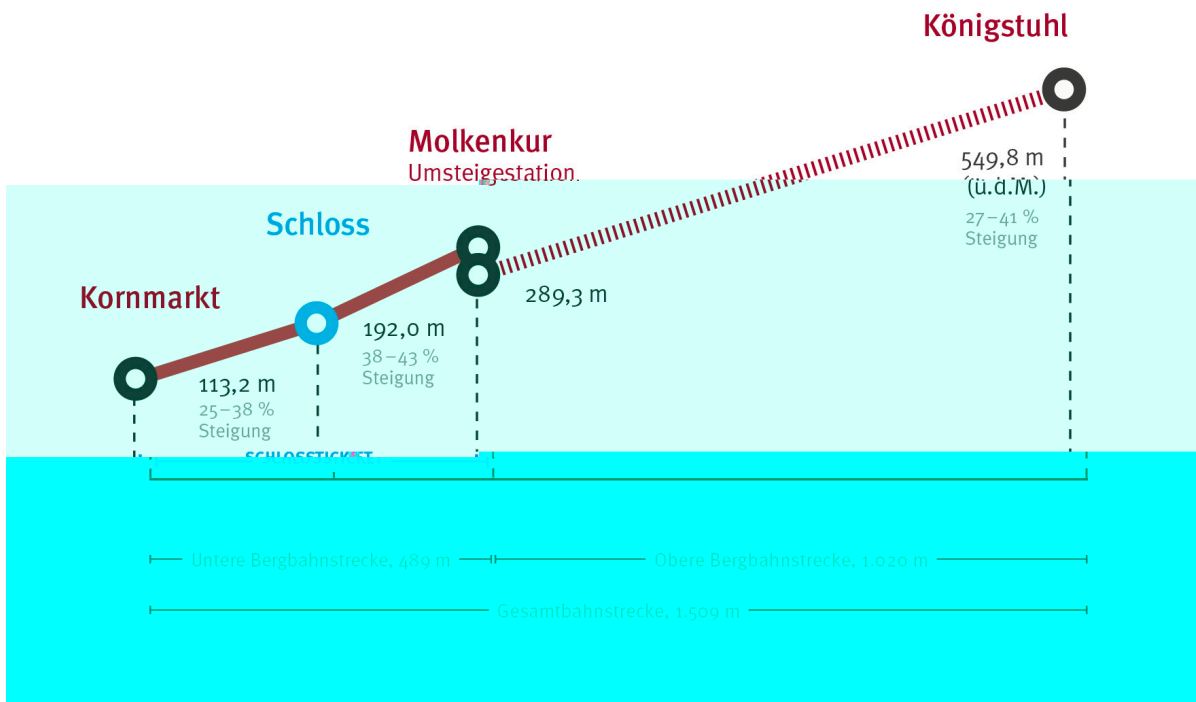 Königstuhl
Molkenkur
Umsteigestation
549,8 m
(ü.d.M.)
27–41 %
Steigung
Schloss
289,3 m
Kornmarkt
192,0 m
38–43 %
Steigung
113,2 m
25–38 %
Steigung
SCHLOSSTICKET
Untere Bergbahnstrecke, 489 m
Obere Bergbahnstrecke, 1.020 m
Gesamtbahnstrecke, 1.509 m